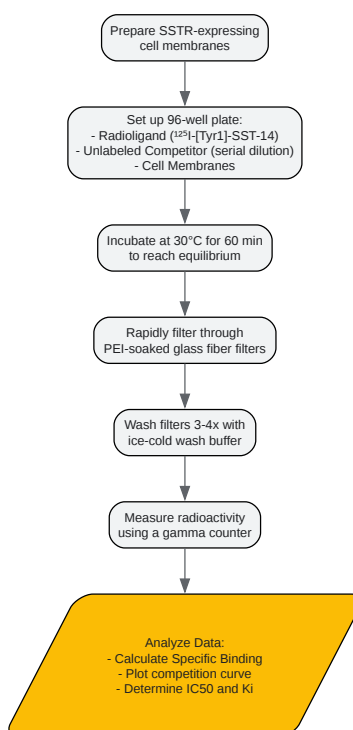 Prepare SSTR-expressing
cell membranes
Set up 96-well plate:
- Radioligand (¹²⁵I-[Tyr1]-SST-14)
- Unlabeled Competitor (serial dilution)
- Cell Membranes
Incubate at 30°C for 60 min
to reach equilibrium
Rapidly filter through
PEI-soaked glass fiber filters
Wash filters 3-4x with
ice-cold wash buffer
Measure radioactivity
using a gamma counter
Analyze Data:
- Calculate Specific Binding
- Plot competition curve
- Determine IC50 and Ki